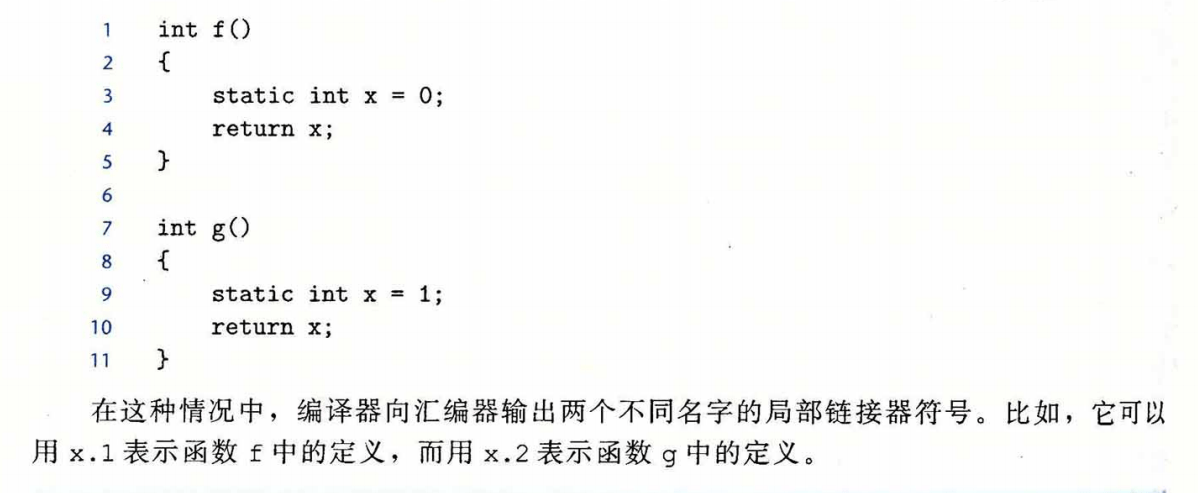 1 int f()
2 {
3     static int x = 0;
4     return x;
5 }
6
7 int g()
8 {
9     static int x = 1;
10     return x;
11 }
在这种情况中，编译器向汇编器输出两个不同名字的局部链接器符号。比如，它可以
用 x.1 表示函数 f 中的定义，而用 x.2 表示函数 g 中的定义。